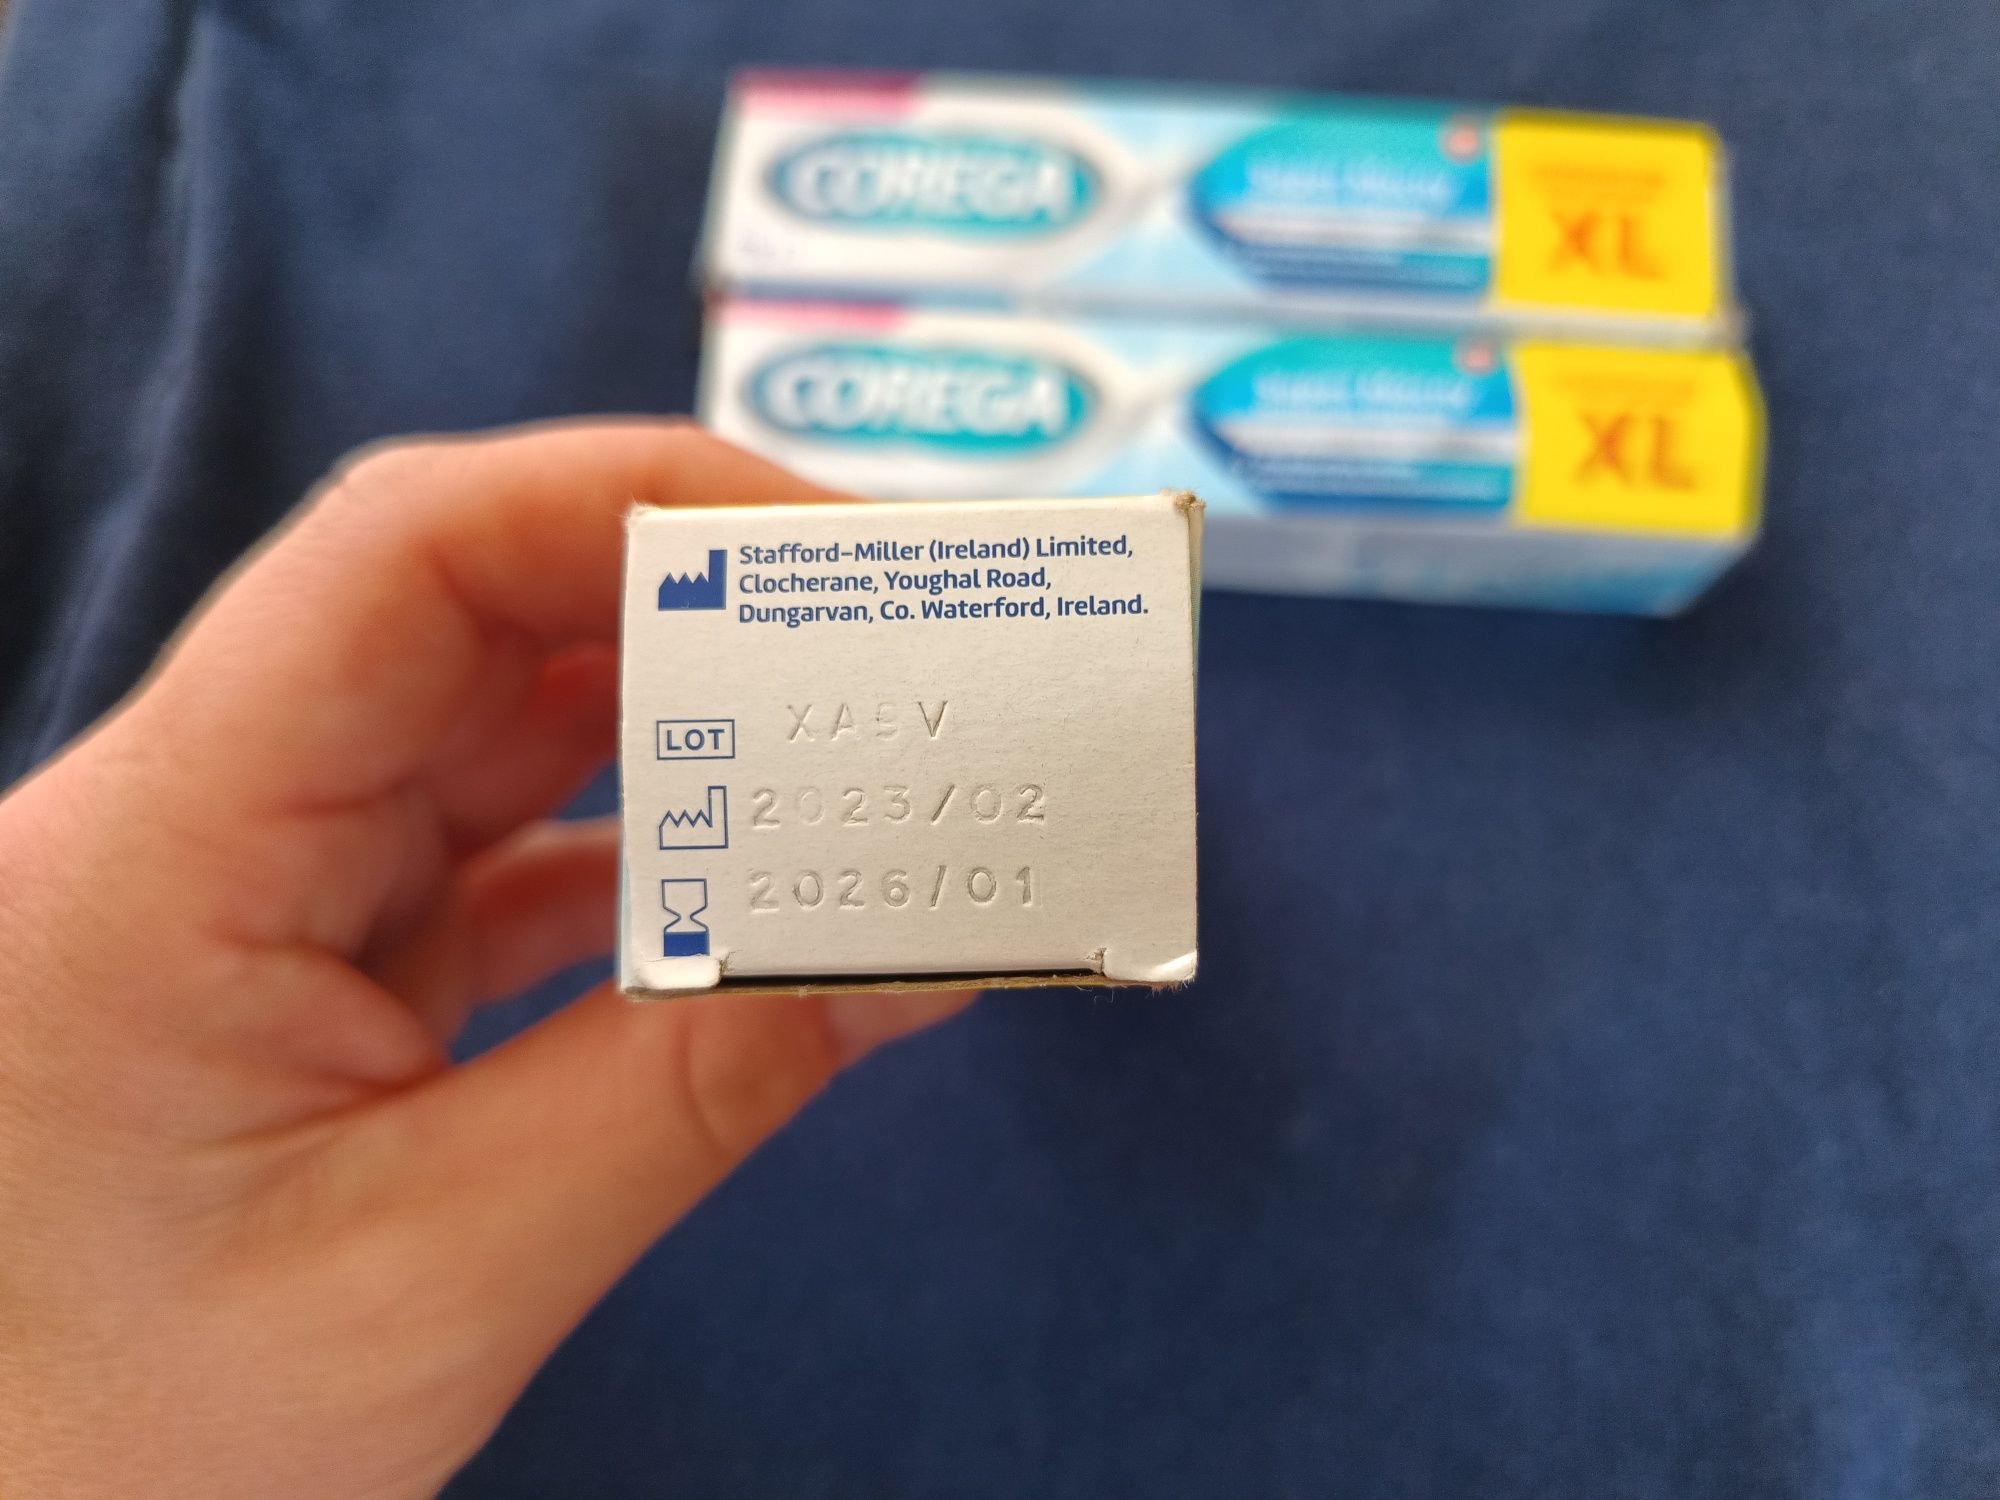 COREGA
XL
COREGA
XL
Stafford-Miller (Ireland) Limited,
Clocherane, Youghal Road,
Dungarvan, Co. Waterford, Ireland.
LOT
2023/02
2026/01